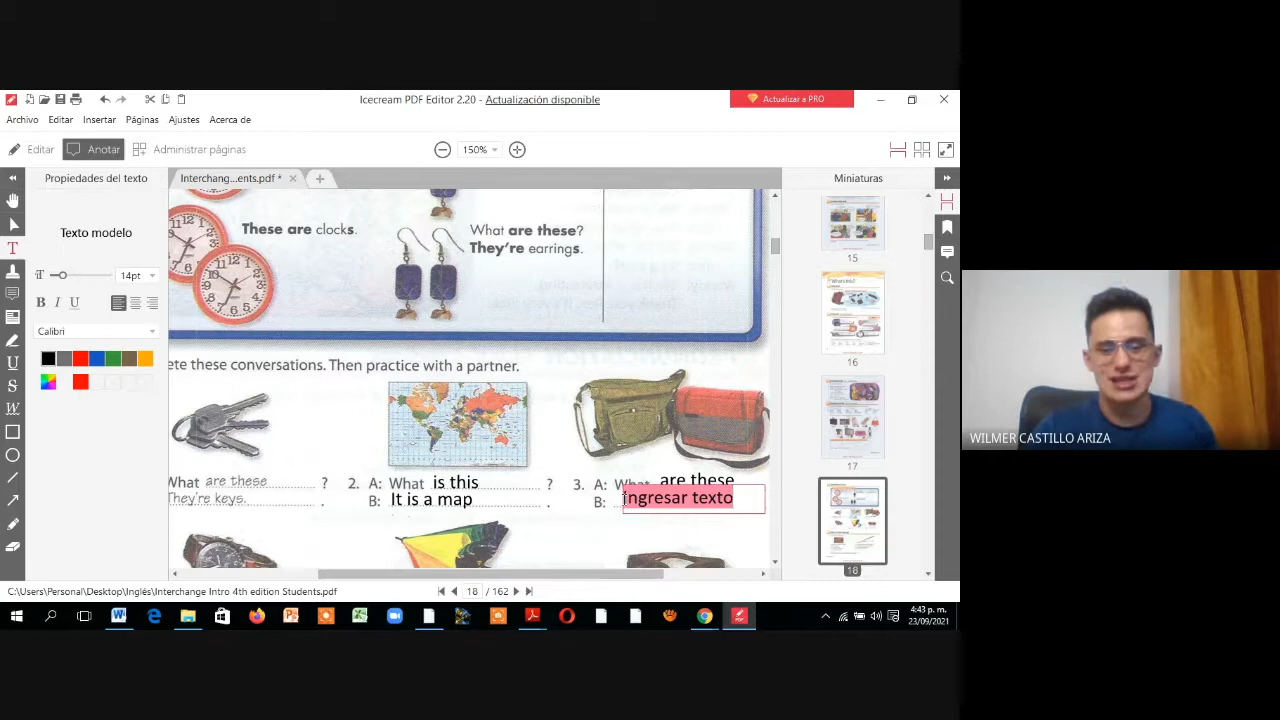 Icecream PDF Editor 2.20 - Actualización disponible
Actualizar a PRO
Archivo Editar Insertar Páginas Ajustes Acerca de
Editar Anotar Administrar páginas
150%
Propiedades del texto
Interchang...ents.pdf *
Miniaturas
Texto modelo
14pt
B I U
Calibri
These are clocks.
What are these?
They're earrings.
ete these conversations. Then practice with a partner.
What are these ?
They're keys. .
2. A: What is this ?
B: It is a map .
3. A: What are these
B: Ingresar texto
15
16
17
18
C:\Users\Personal\Desktop\Inglés\Interchange Intro 4th edition Students.pdf
18 / 162
4:43 p. m.
23/09/2021
WILMER CASTILLO ARIZA